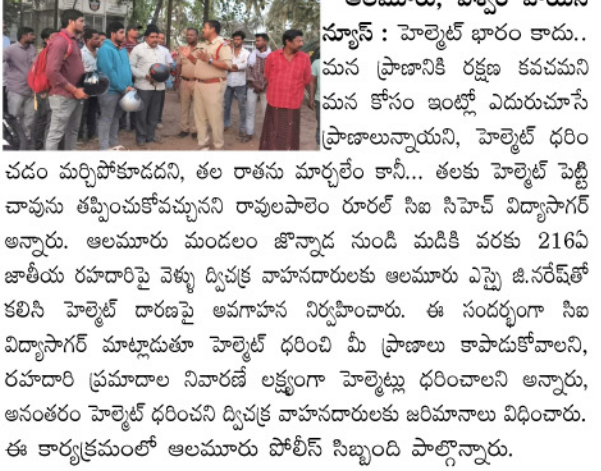 ఆలమూరు, విశ్వం వాయిస్
న్యూస్ : హెల్మెట్ భారం కాదు..
మన ప్రాణానికి రక్షణ కవచమని
మన కోసం ఇంట్లో ఎదురుచూసే
ప్రాణాలున్నాయని, హెల్మెట్ ధరిం
చడం మర్చిపోకూడదని, తల రాతను మార్చలేం కానీ... తలకు హెల్మెట్ పెట్టి
చావును తప్పించుకోవచ్చునని రావులపాలెం రూరల్ సిఐ సిహెచ్ విద్యాసాగర్
అన్నారు. ఆలమూరు మండలం జొన్నాడ నుండి మడికి వరకు 216ఏ
జాతీయ రహదారిపై వెళ్ళు ద్విచక్ర వాహనదారులకు ఆలమూరు ఎస్సై జి.నరేష్‌తో
కలిసి హెల్మెట్ దారణపై అవగాహన నిర్వహించారు. ఈ సందర్భంగా సిఐ
విద్యాసాగర్ మాట్లాడుతూ హెల్మెట్ ధరించి మీ ప్రాణాలు కాపాడుకోవాలని,
రహదారి ప్రమాదాల నివారణే లక్ష్యంగా హెల్మెట్లు ధరించాలని అన్నారు,
అనంతరం హెల్మెట్ ధరించని ద్విచక్ర వాహనదారులకు జరిమానాలు విధించారు.
ఈ కార్యక్రమంలో ఆలమూరు పోలీస్ సిబ్బంది పాల్గొన్నారు.